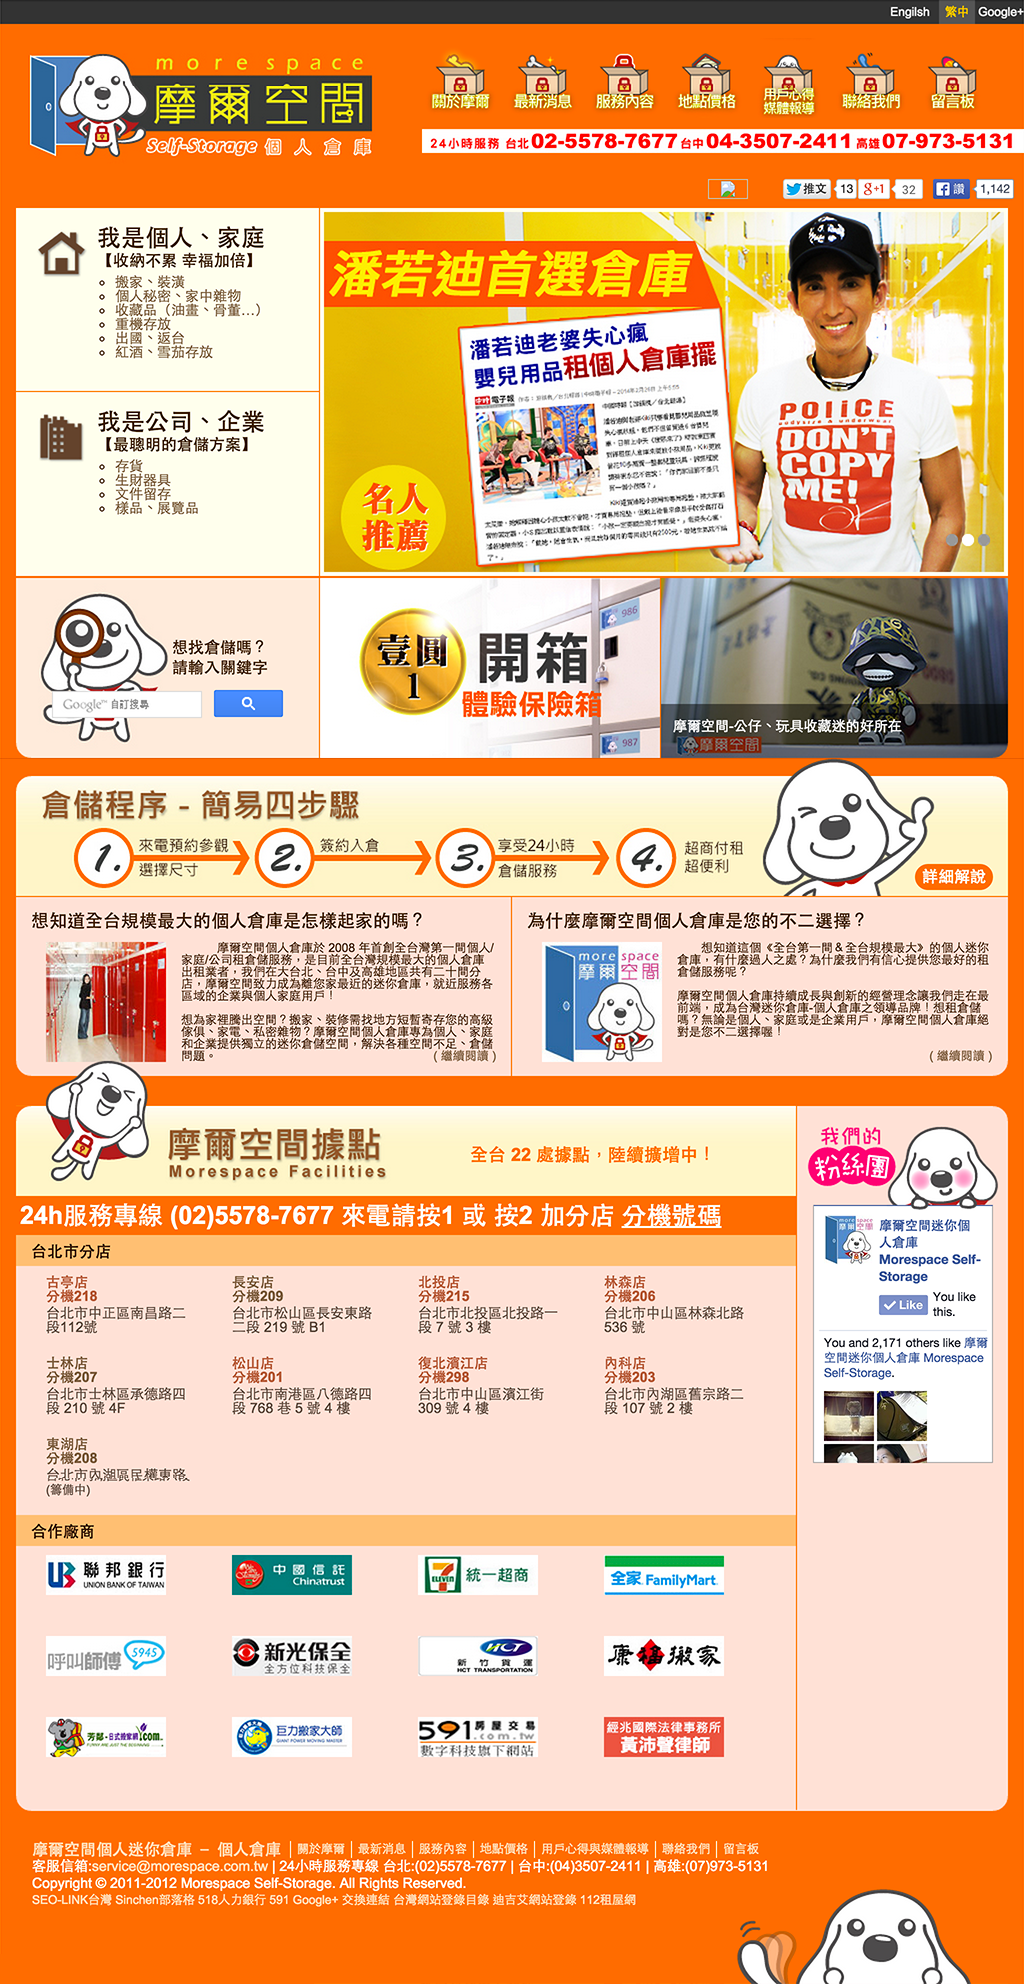 Engilsh 繁中 Google+
more space
摩爾空間
Self-Storage 個人倉庫
關於摩爾 最新消息 服務內容 地點價格 用戶心得 媒體報導 聯絡我們 留言板
24小時服務 台北 02-5578-7677 台中 04-3507-2411 高雄 07-973-5131
推文 13 g+1 32 讚 1,142
我是個人、家庭
【收納不累 幸福加倍】
搬家、裝潢
個人秘密、家中雜物
收藏品（油畫、骨董...）
重機存放
出國、返台
紅酒、雪茄存放
我是公司、企業
【最聰明的倉儲方案】
存貨
生財器具
文件留存
樣品、展覽品
潘若迪首選倉庫
潘若迪老婆失心瘋
嬰兒用品租個人倉庫擺
名人
推薦
POLICE
DON'T
COPY
ME!
想找倉儲嗎？
請輸入關鍵字
Google™ 自訂搜尋
壹圓
1
開箱
體驗保險箱
986
987
摩爾空間-公仔、玩具收藏迷的好所在
摩爾空間
倉儲程序 - 簡易四步驟
1. 來電預約參觀
選擇尺寸
2. 簽約入倉
3. 享受24小時
倉儲服務
4. 超商付租
超便利
詳細解說
想知道全台規模最大的個人倉庫是怎樣起家的嗎？
摩爾空間個人倉庫於 2008 年首創全台灣第一間個人/
家庭/公司租倉儲服務，是目前全台灣規模最大的個人倉庫
出租業者，我們在大台北、台中及高雄地區共有二十間分
店，摩爾空間致力成為離您家最近的迷你倉庫，就近服務各
區域的企業與個人家庭用戶！
想為家裡騰出空間？搬家、裝修需找地方短暫寄存您的高級
傢俱、家電、私密雜物？摩爾空間個人倉庫專為個人、家庭
和企業提供獨立的迷你倉儲空間，解決各種空間不足、倉儲
問題。
( 繼續閱讀 )
為什麼摩爾空間個人倉庫是您的不二選擇？
more space
摩爾空間
想知道這個《全台第一間＆全台規模最大》的個人迷你
倉庫，有什麼過人之處？為什麼我們有信心提供您最好的租
倉儲服務呢？
摩爾空間個人倉庫持續成長與創新的經營理念讓我們走在最
前端，成為台灣迷你倉庫-個人倉庫之領導品牌！想租倉儲
嗎？無論是個人、家庭或是企業用戶，摩爾空間個人倉庫絕
對是您不二選擇喔！
( 繼續閱讀 )
摩爾空間據點
Morespace Facilities
全台 22 處據點，陸續擴增中！
24h服務專線 (02)5578-7677 來電請按1 或 按2 加分店 分機號碼
台北市分店
古亭店
分機218
台北市中正區南昌路二
段112號
長安店
分機209
台北市松山區長安東路
二段 219 號 B1
北投店
分機215
台北市北投區北投路一
段 7 號 3 樓
林森店
分機206
台北市中山區林森北路
536 號
士林店
分機207
台北市士林區承德路四
段 210 號 4F
松山店
分機201
台北市南港區八德路四
段 768 巷 5 號 4 樓
復北濱江店
分機298
台北市中山區濱江街
309 號 4 樓
內科店
分機203
台北市內湖區舊宗路二
段 107 號 2 樓
東湖店
分機208
台北市內湖區民權東路
(籌備中)
我們的
粉絲團
more space
摩爾空間
摩爾空間迷你個
人倉庫
Morespace Self-
Storage
Like You like
this.
You and 2,171 others like 摩爾
空間迷你個人倉庫 Morespace
Self-Storage.
合作廠商
聯邦銀行
UNION BANK OF TAIWAN
中國信託
Chinatrust
7 ELEVEN 統一超商
全家 FamilyMart
呼叫師傅 5945
新光保全
全方位科技保全
HCT
新竹貨運
HCT TRANSPORTATION
康福搬家
芳鄰-日式搬家網.com
巨力搬家大師
GIANT POWER MOVING MASTER
591房屋交易
.com.tw
數字科技旗下網站
經兆國際法律事務所
黃沛聲律師
摩爾空間個人迷你倉庫 – 個人倉庫 | 關於摩爾 | 最新消息 | 服務內容 | 地點價格 | 用戶心得與媒體報導 | 聯絡我們 | 留言板
客服信箱:service@morespace.com.tw | 24小時服務專線 台北:(02)5578-7677 | 台中:(04)3507-2411 | 高雄:(07)973-5131
Copyright © 2011-2012 Morespace Self-Storage. All Rights Reserved.
SEO-LINK台灣 Sinchen部落格 518人力銀行 591 Google+ 交換連結 台灣網站登錄目錄 迪吉艾網站登錄 112租屋網